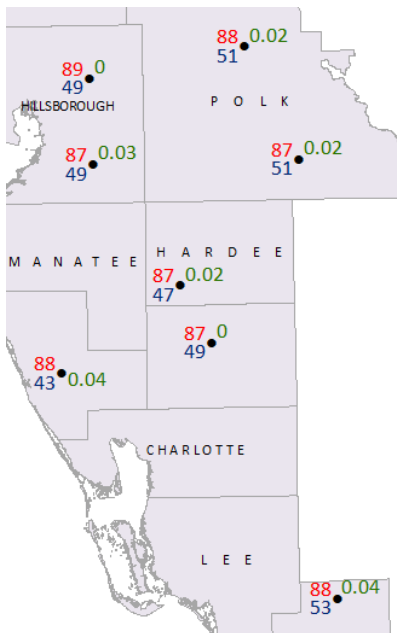 88 0.02
51
89 0
49
HILLSBOROUGH
POLK
87 0.03
49
87 0.02
51
MANATEE
HARDEE
87 0.02
47
87 0
49
88
43 0.04
CHARLOTTE
LEE
88 0.04
53